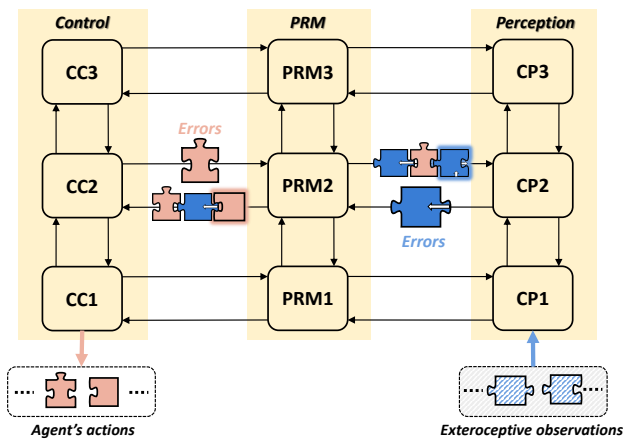 Control
PRM
Perception
CC3
PRM3
CP3
Errors
CC2
PRM2
CP2
Errors
CC1
PRM1
CP1
Agent's actions
Exteroceptive observations